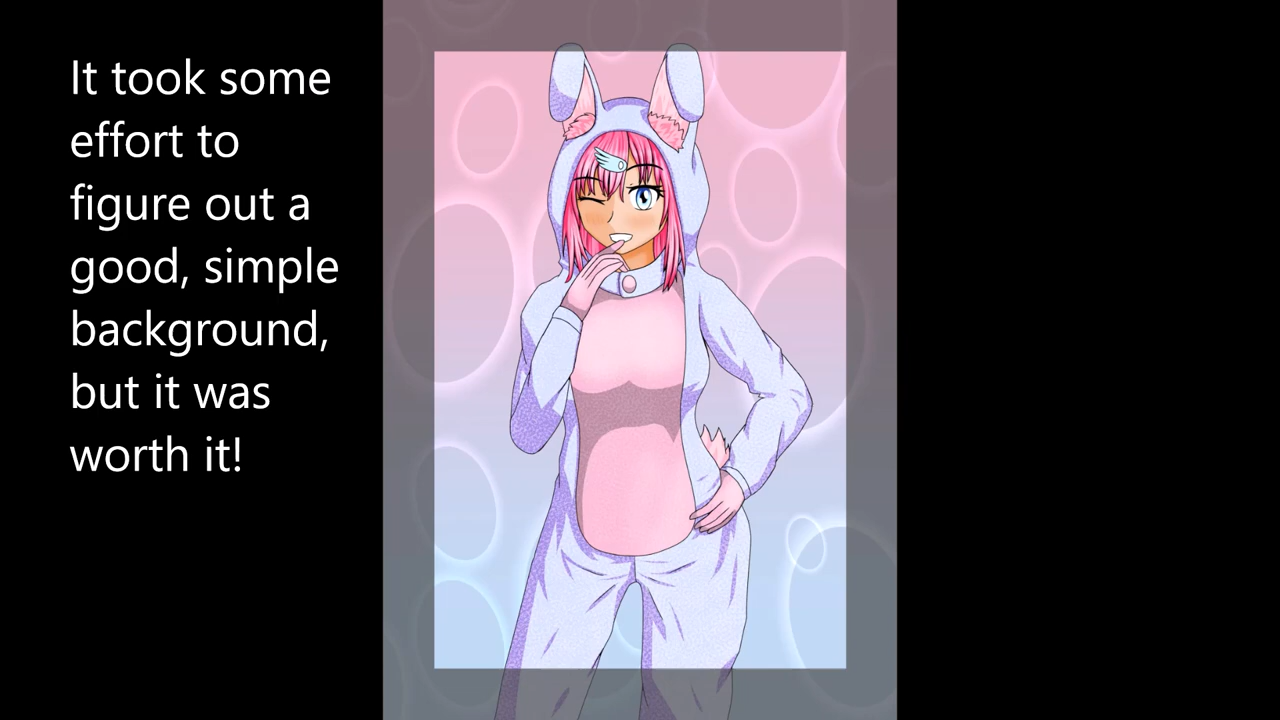 It took some
effort to
figure out a
good, simple
background,
but it was
worth it!